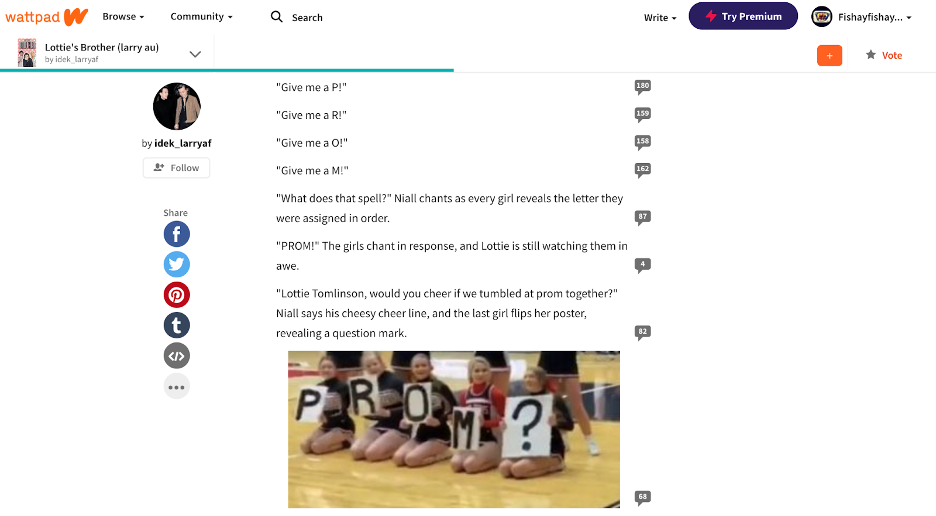 wattpad
Browse
Community
Search
Write
Try Premium
Fishayfishay...
Lottie's Brother (larry au)
by idek_larryaf
+
Vote
by idek_larryaf
Follow
Share
"Give me a P!"
180
"Give me a R!"
159
"Give me a O!"
158
"Give me a M!"
162
"What does that spell?" Niall chants as every girl reveals the letter they
were assigned in order.
87
"PROM!" The girls chant in response, and Lottie is still watching them in
awe.
4
"Lottie Tomlinson, would you cheer if we tumbled at prom together?"
Niall says his cheesy cheer line, and the last girl flips her poster,
revealing a question mark.
82
PROM?
68